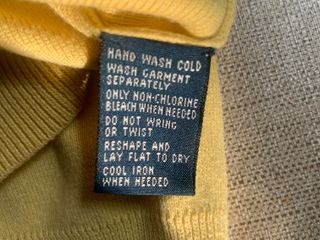 HAND WASH COLD
WASH GARMENT
SEPARATELY
ONLY NON-CHLORINE
BLEACH WHEN NEEDED
DO NOT WRING
OR TWIST
RESHAPE AND
LAY FLAT TO DRY
COOL IRON
WHEN NEEDED